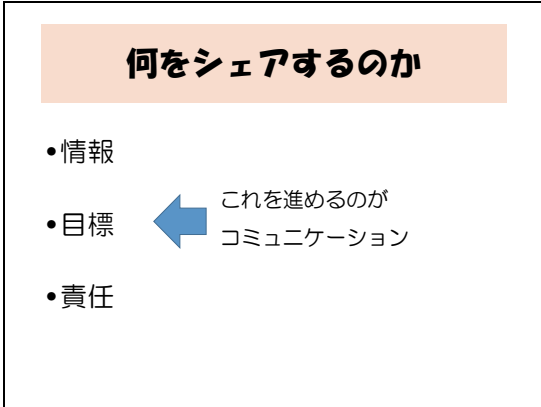 何をシェアするのか
•情報
•目標
これを進めるのが
コミュニケーション
•責任